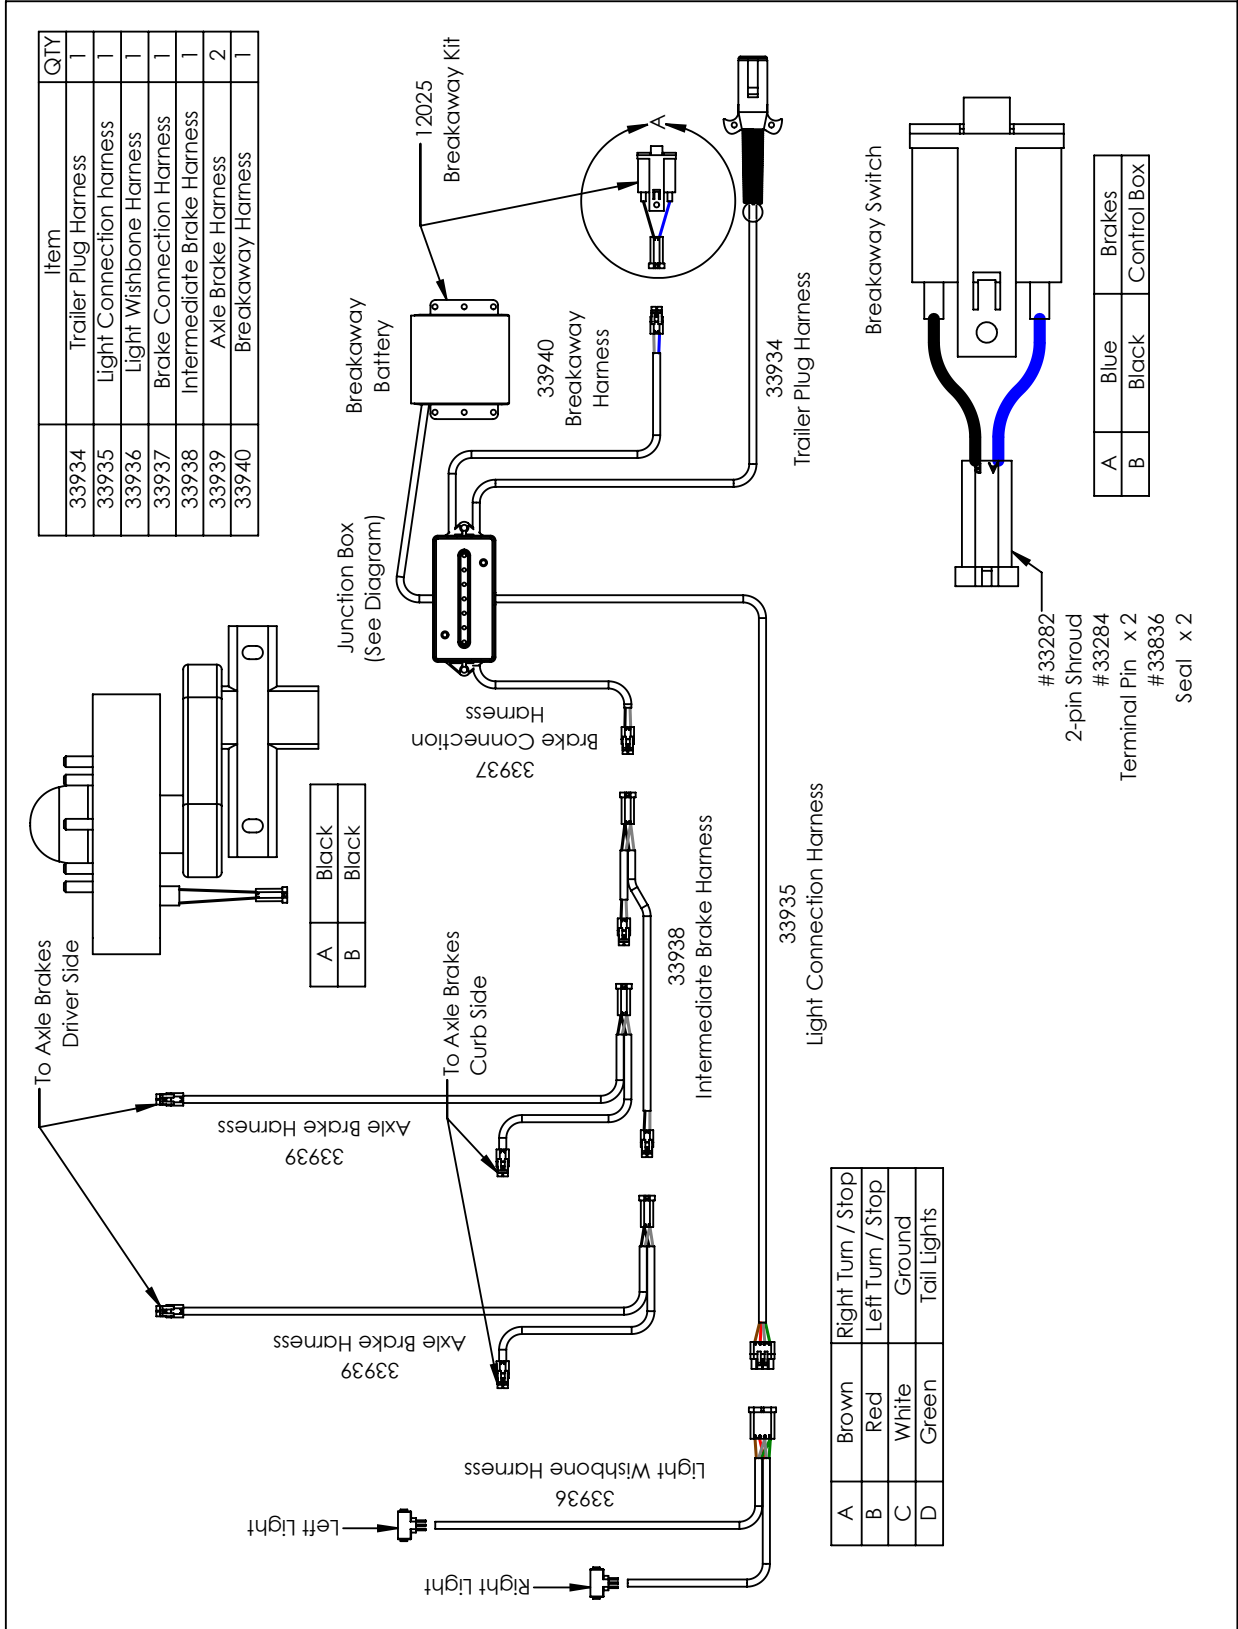 Item QTY
33934 Trailer Plug Harness 1
33935 Light Connection harness 1
33936 Light Wishbone Harness 1
33937 Brake Connection Harness 1
33938 Intermediate Brake Harness 1
33939 Axle Brake Harness 2
33940 Breakaway Harness 1
To Axle Brakes
Driver Side
A Black
B Black
To Axle Brakes
Curb Side
Axle Brake Harness
33939
Axle Brake Harness
33939
Brake Connection
Harness
33937
Junction Box
(See Diagram)
Breakaway
Battery
12025
Breakaway Kit
33940
Breakaway
Harness
A
33934
Trailer Plug Harness
33938
Intermediate Brake Harness
33935
Light Connection Harness
Left Light
Right Light
Light Wishbone Harness
33936
A Brown Right Turn / Stop
B Red Left Turn / Stop
C White Ground
D Green Tail Lights
Breakaway Switch
A Blue Brakes
B Black Control Box
#33282
2-pin Shroud
#33284
Terminal Pin x 2
#33836
Seal x 2